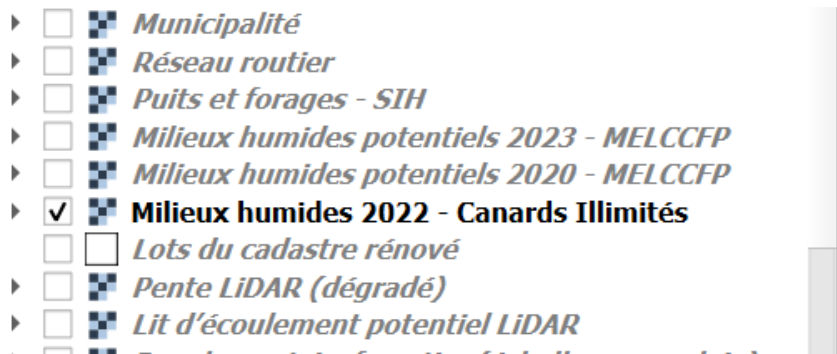 Municipalité
Réseau routier
Puits et forages - SIH
Milieux humides potentiels 2023 - MELCCFP
Milieux humides potentiels 2020 - MELCCFP
Milieux humides 2022 - Canards Illimités
Lots du cadastre rénové
Pente LiDAR (dégradé)
Lit d’écoulement potentiel LiDAR